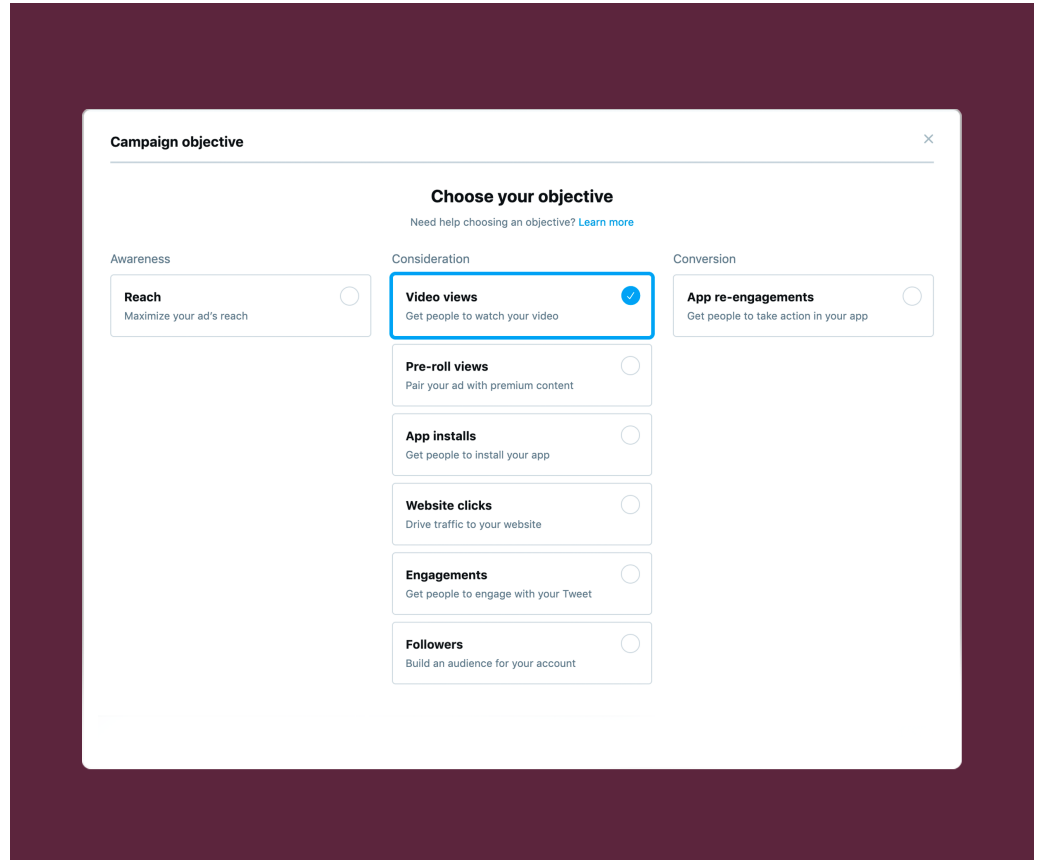 Campaign objective
Choose your objective
Need help choosing an objective? Learn more
Awareness
Reach
Maximize your ad's reach
Consideration
Video views
Get people to watch your video
Pre-roll views
Pair your ad with premium content
App installs
Get people to install your app
Website clicks
Drive traffic to your website
Engagements
Get people to engage with your Tweet
Followers
Build an audience for your account
Conversion
App re-engagements
Get people to take action in your app